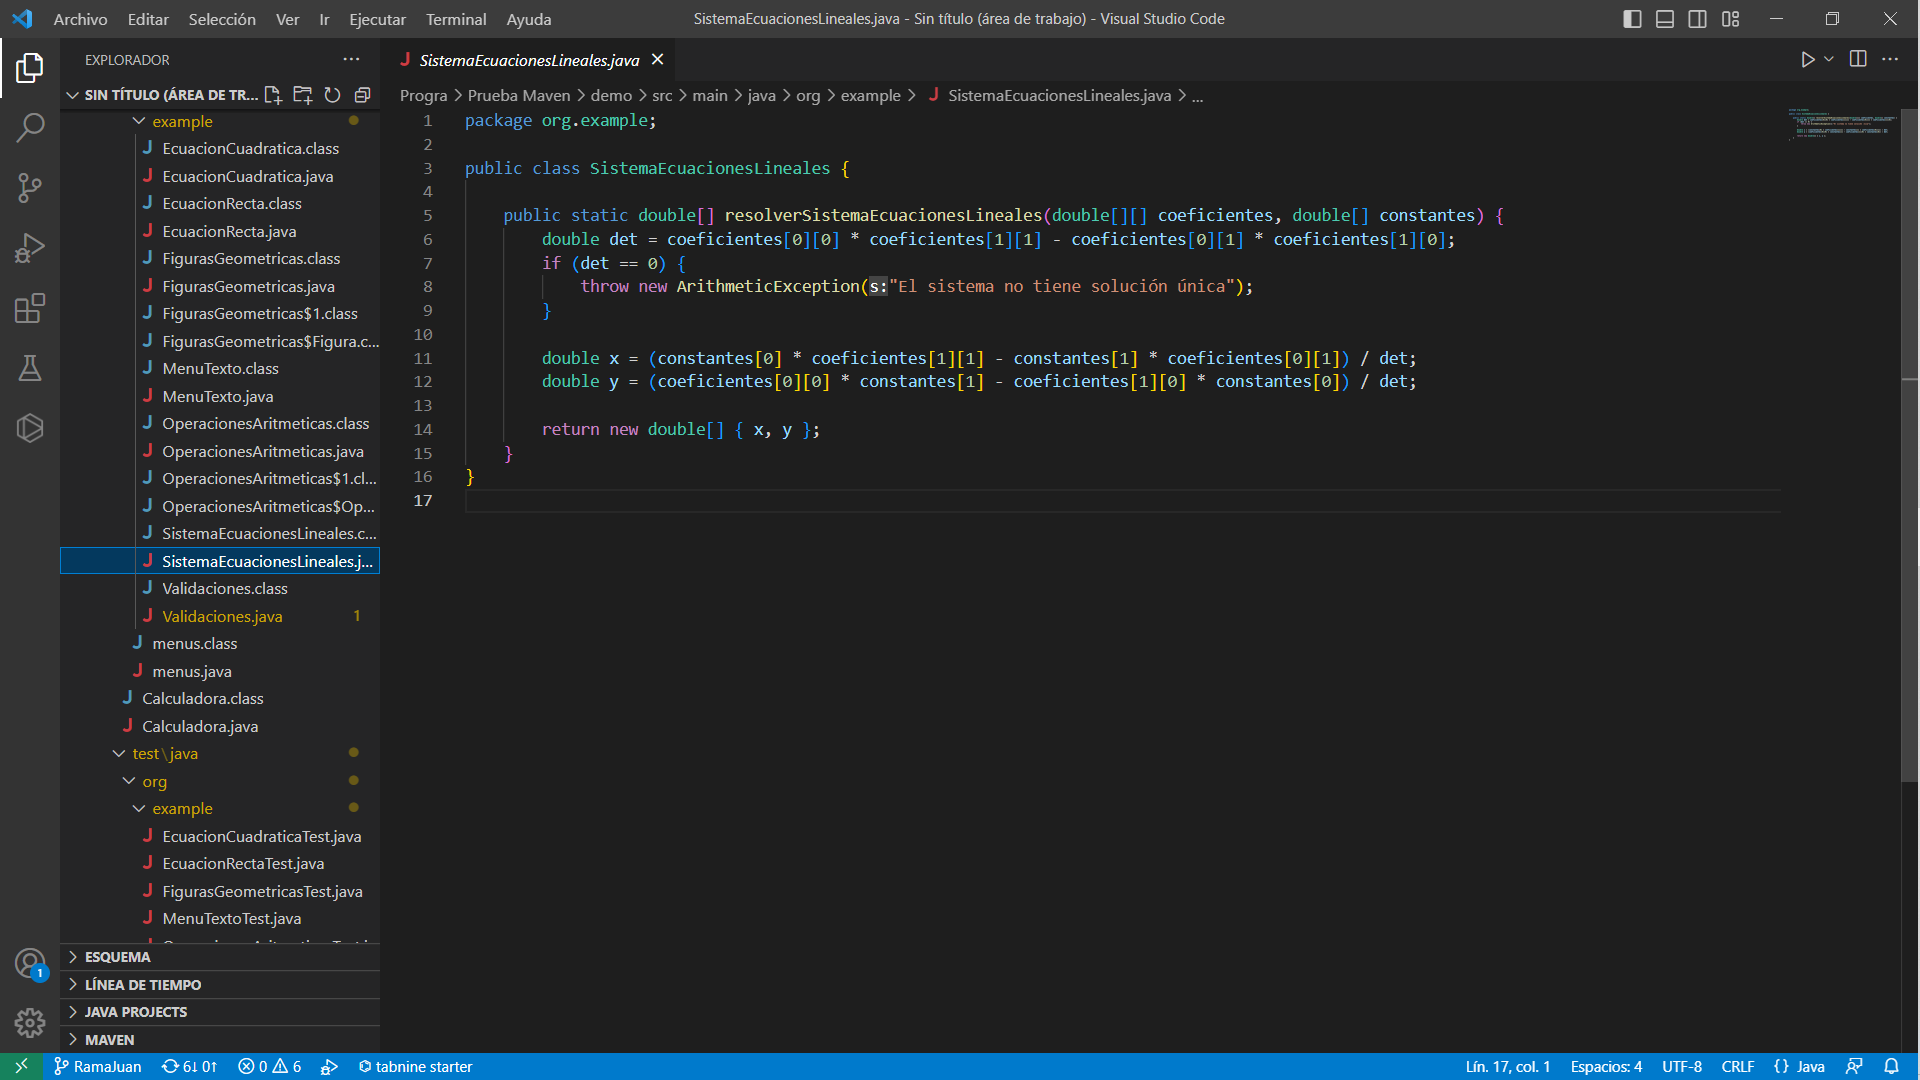 Archivo Editar Selección Ver Ir Ejecutar Terminal Ayuda
SistemaEcuacionesLineales.java - Sin título (área de trabajo) - Visual Studio Code
EXPLORADOR
SIN TÍTULO (ÁREA DE TR...
example
EcuacionCuadratica.class
EcuacionCuadratica.java
EcuacionRecta.class
EcuacionRecta.java
FigurasGeometricas.class
FigurasGeometricas.java
FigurasGeometricas$1.class
FigurasGeometricas$Figura.c...
MenuTexto.class
MenuTexto.java
OperacionesAritmeticas.class
OperacionesAritmeticas.java
OperacionesAritmeticas$1.cl...
OperacionesAritmeticas$Op...
SistemaEcuacionesLineales.c...
SistemaEcuacionesLineales.j...
Validaciones.class
Validaciones.java 1
menus.class
menus.java
Calculadora.class
Calculadora.java
test\java
org
example
EcuacionCuadraticaTest.java
EcuacionRectaTest.java
FigurasGeometricasTest.java
MenuTextoTest.java
ESQUEMA
LÍNEA DE TIEMPO
JAVA PROJECTS
MAVEN
SistemaEcuacionesLineales.java
Progra > Prueba Maven > demo > src > main > java > org > example > SistemaEcuacionesLineales.java > ...
1 package org.example;
2
3 public class SistemaEcuacionesLineales {
4
5 public static double[] resolverSistemaEcuacionesLineales(double[][] coeficientes, double[] constantes) {
6 double det = coeficientes[0][0] * coeficientes[1][1] - coeficientes[0][1] * coeficientes[1][0];
7 if (det == 0) {
8 throw new ArithmeticException(s:"El sistema no tiene solución única");
9 }
10
11 double x = (constantes[0] * coeficientes[1][1] - constantes[1] * coeficientes[0][1]) / det;
12 double y = (coeficientes[0][0] * constantes[1] - coeficientes[1][0] * constantes[0]) / det;
13
14 return new double[] { x, y };
15 }
16 }
17
1
RamaJuan 6↓ 0↑ 0 6 tabnine starter
Lín. 17, col. 1 Espacios: 4 UTF-8 CRLF {} Java